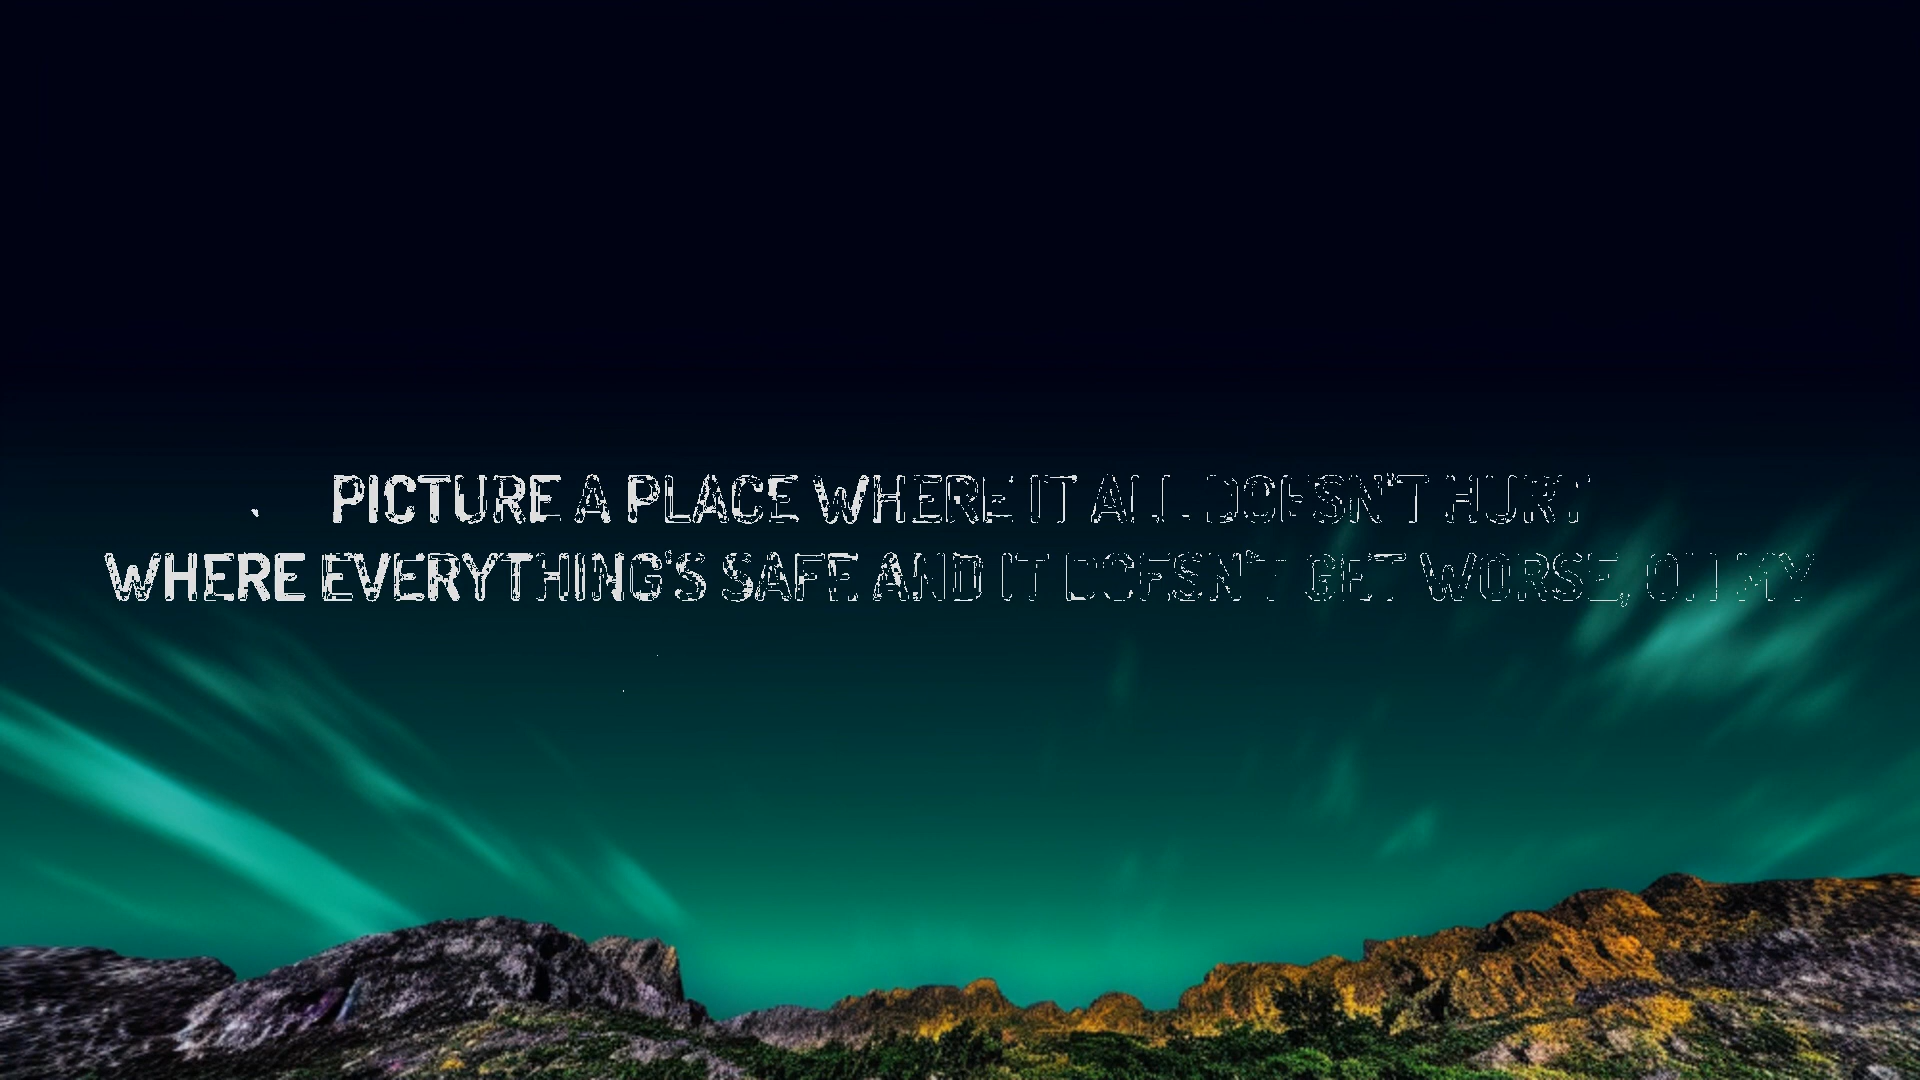 PICTURE A PLACE WHERE IT ALL DOESN'T HURT
WHERE EVERYTHING'S SAFE AND IT DOESN'T GET WORSE, OH MY